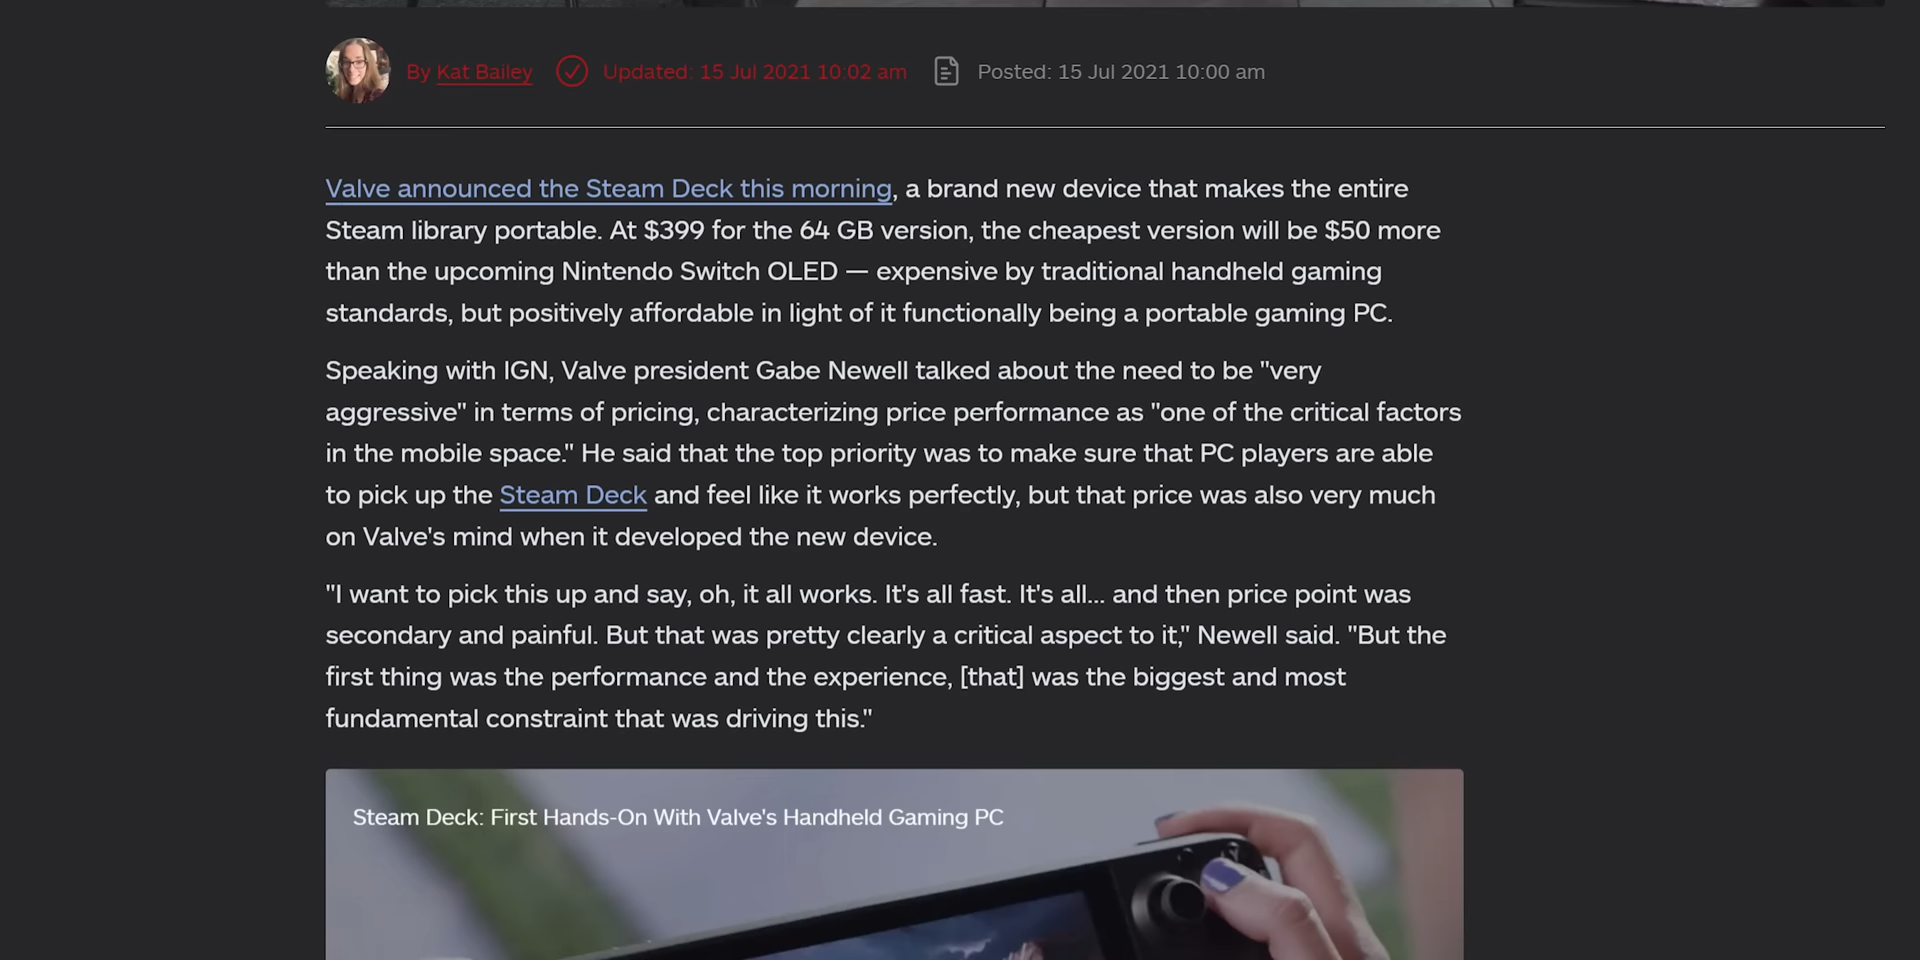 By Kat Bailey Updated: 15 Jul 2021 10:02 am Posted: 15 Jul 2021 10:00 am
Valve announced the Steam Deck this morning, a brand new device that makes the entire
Steam library portable. At $399 for the 64 GB version, the cheapest version will be $50 more
than the upcoming Nintendo Switch OLED — expensive by traditional handheld gaming
standards, but positively affordable in light of it functionally being a portable gaming PC.
Speaking with IGN, Valve president Gabe Newell talked about the need to be "very
aggressive" in terms of pricing, characterizing price performance as "one of the critical factors
in the mobile space." He said that the top priority was to make sure that PC players are able
to pick up the Steam Deck and feel like it works perfectly, but that price was also very much
on Valve's mind when it developed the new device.
"I want to pick this up and say, oh, it all works. It's all fast. It's all... and then price point was
secondary and painful. But that was pretty clearly a critical aspect to it," Newell said. "But the
first thing was the performance and the experience, [that] was the biggest and most
fundamental constraint that was driving this."
Steam Deck: First Hands-On With Valve's Handheld Gaming PC